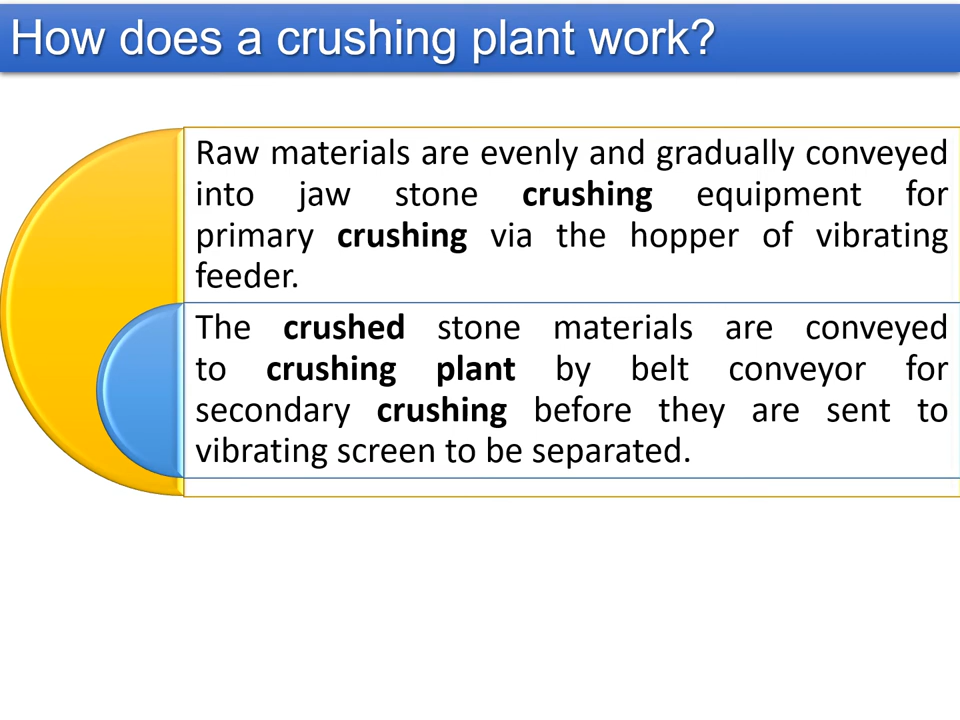 How does a crushing plant work?
Raw materials are evenly and gradually conveyed
into jaw stone crushing equipment for
primary crushing via the hopper of vibrating
feeder.
The crushed stone materials are conveyed
to crushing plant by belt conveyor for
secondary crushing before they are sent to
vibrating screen to be separated.